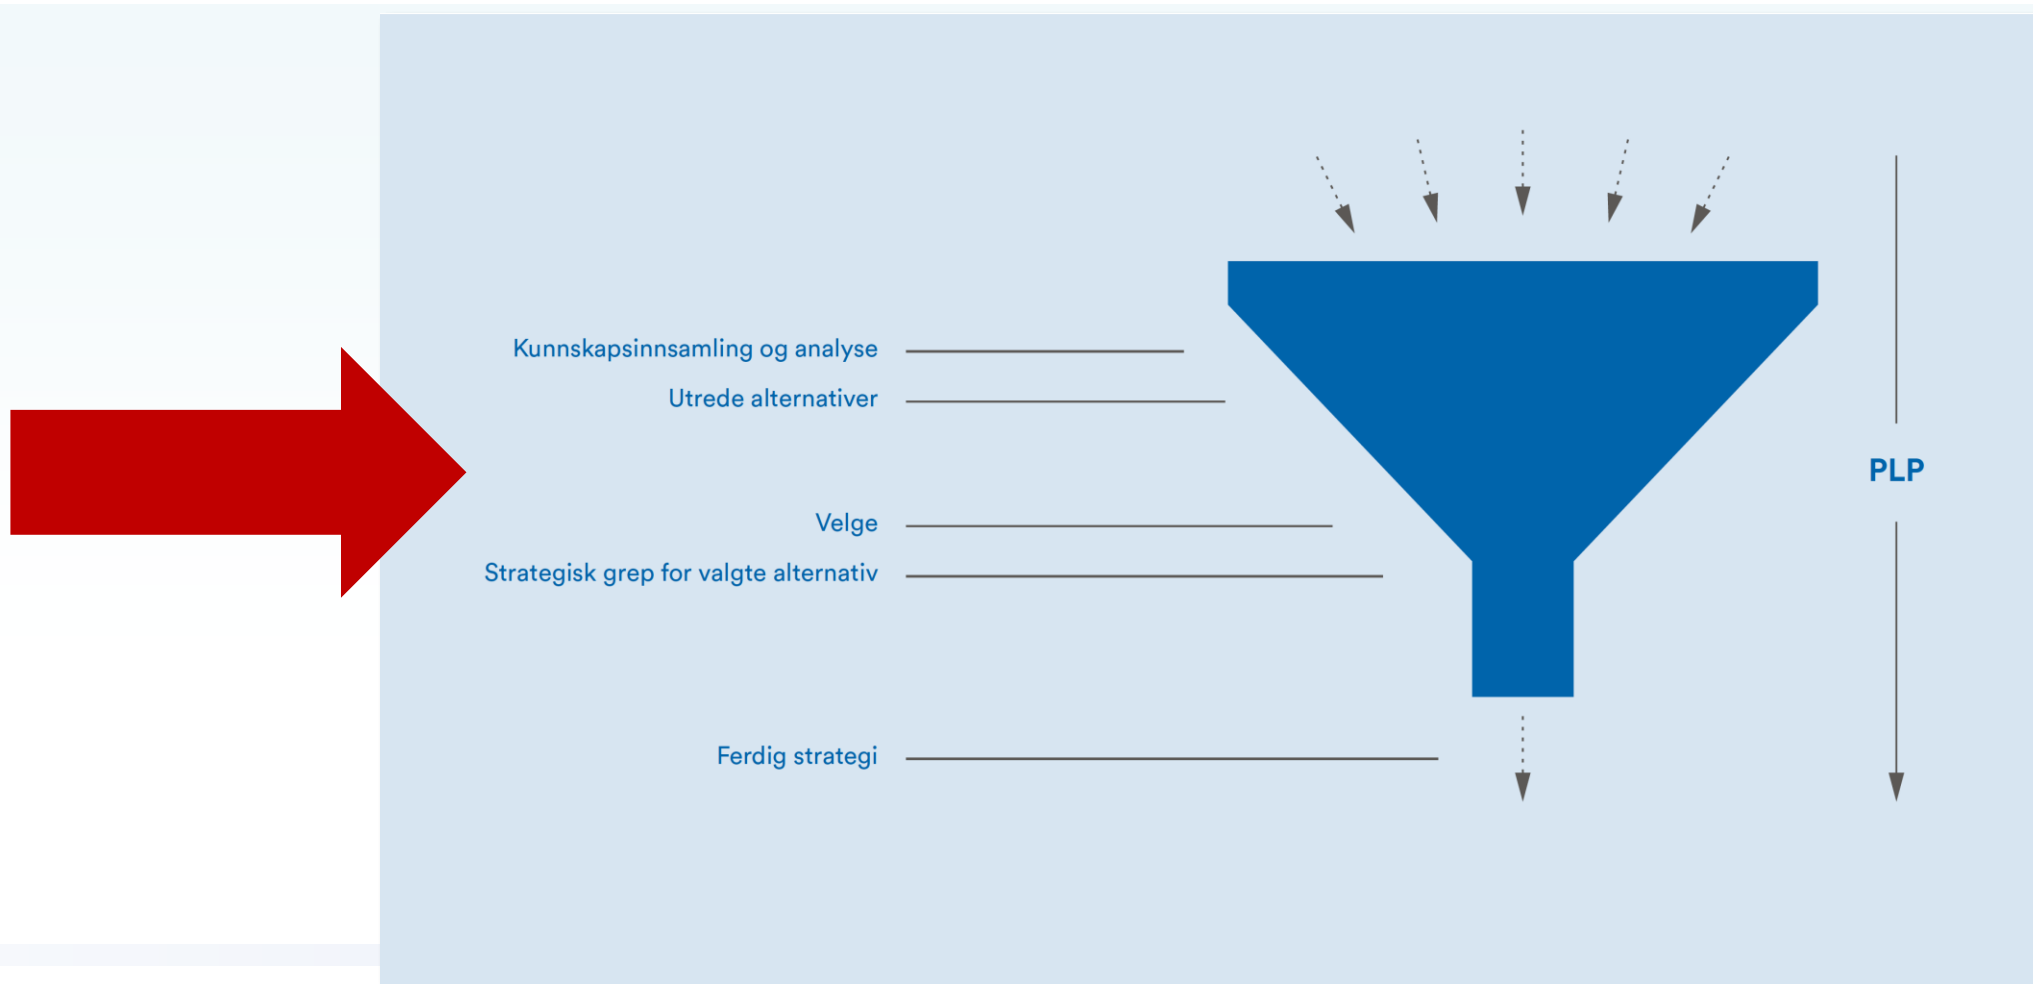 Kunnskapsinnsamling og analyse
Utrede alternativer
PLP
Velge
Strategisk grep for valgte alternativ
Ferdig strategi